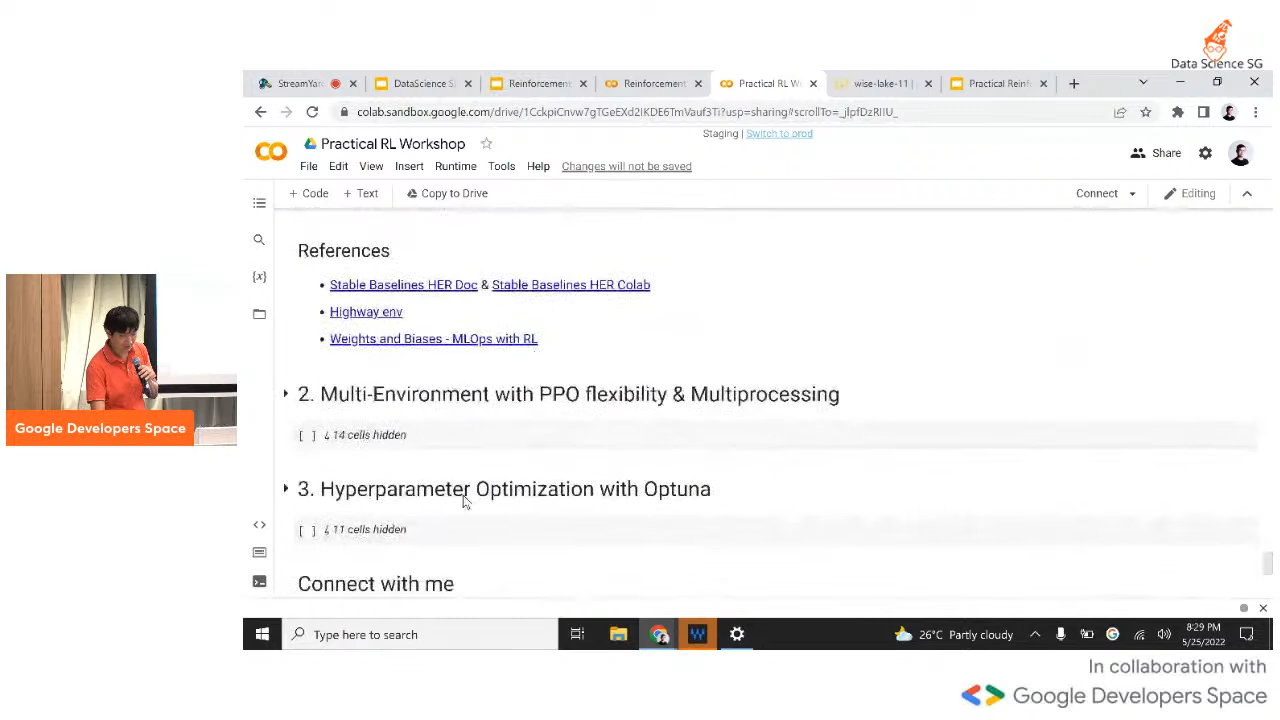 Data Science SG
StreamYar
DataScience S
Reinforcement
Reinforcement
Practical RL W
wise-lake-11 |
Practical Reinf
colab.sandbox.google.com/drive/1CckpiCnvw7gTGeEXd2IKDE6TmVauf3Ti?usp=sharing#scrollTo=_jlpfDzRIIU_
Staging | Switch to prod
CO
Practical RL Workshop
Share
File Edit View Insert Runtime Tools Help Changes will not be saved
+ Code + Text Copy to Drive
Connect
Editing
{x}
References
• Stable Baselines HER Doc & Stable Baselines HER Colab
• Highway env
• Weights and Biases - MLOps with RL
2. Multi-Environment with PPO flexibility & Multiprocessing
[ ] ↳ 14 cells hidden
3. Hyperparameter Optimization with Optuna
[ ] ↳ 11 cells hidden
Connect with me
Google Developers Space
Type here to search
26°C Partly cloudy
8:29 PM
5/25/2022
In collaboration with
Google Developers Space